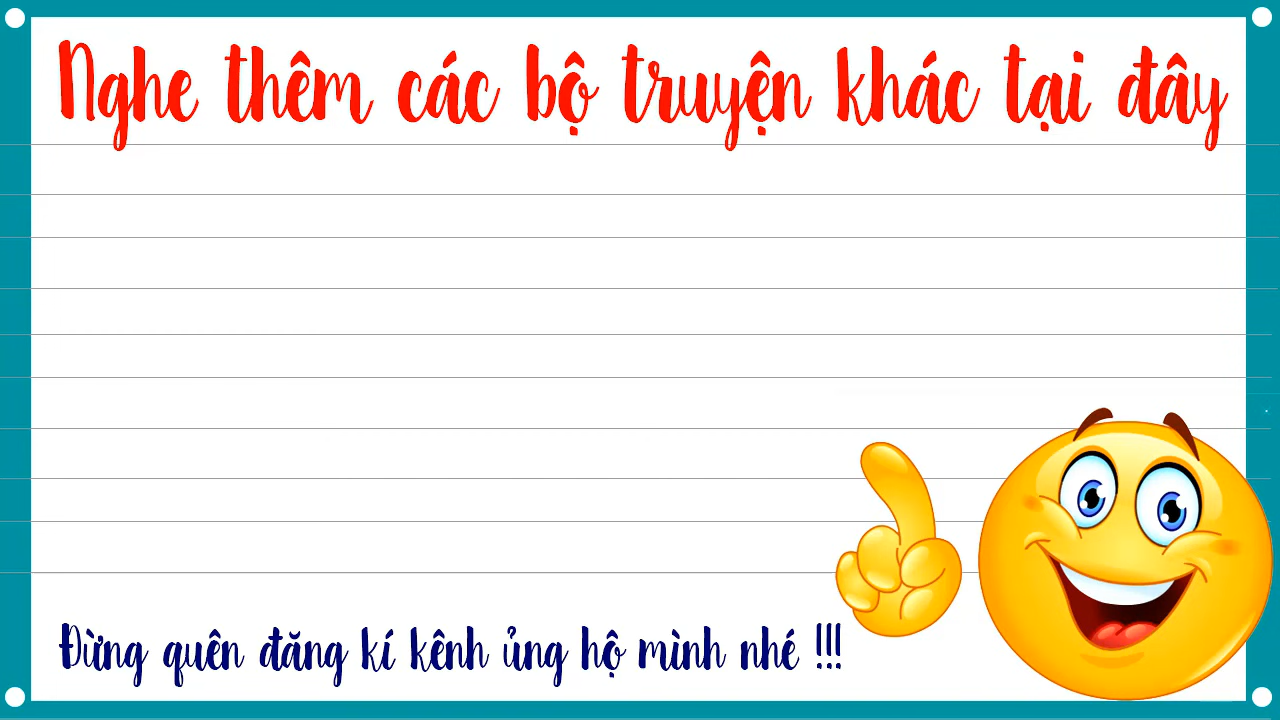 Nghe thêm các bộ truyện khác tại đây
Đừng quên đăng kí kênh ủng hộ mình nhé !!!